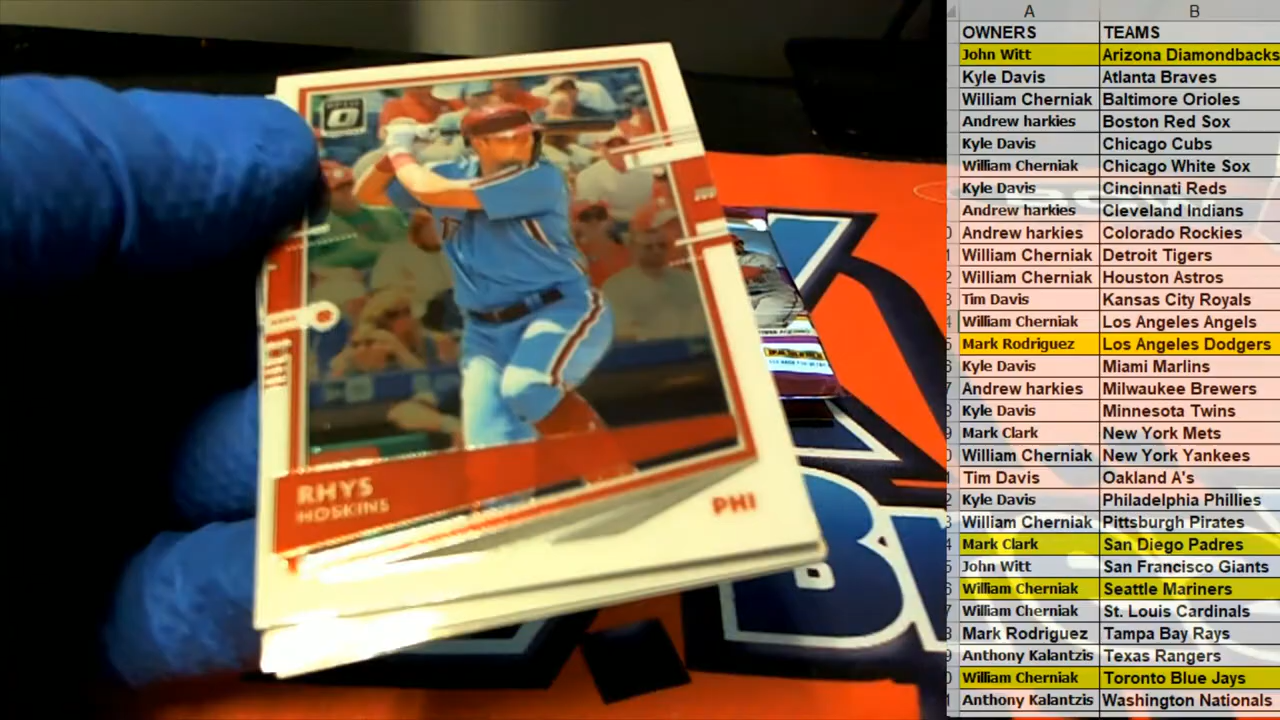 RHYS
HOSKINS
PHI
A B
OWNERS TEAMS
John Witt Arizona Diamondbacks
Kyle Davis Atlanta Braves
William Cherniak Baltimore Orioles
Andrew harkies Boston Red Sox
Kyle Davis Chicago Cubs
William Cherniak Chicago White Sox
Kyle Davis Cincinnati Reds
Andrew harkies Cleveland Indians
Andrew harkies Colorado Rockies
William Cherniak Detroit Tigers
William Cherniak Houston Astros
Tim Davis Kansas City Royals
William Cherniak Los Angeles Angels
Mark Rodriguez Los Angeles Dodgers
Kyle Davis Miami Marlins
Andrew harkies Milwaukee Brewers
Kyle Davis Minnesota Twins
Mark Clark New York Mets
William Cherniak New York Yankees
Tim Davis Oakland A's
Kyle Davis Philadelphia Phillies
William Cherniak Pittsburgh Pirates
Mark Clark San Diego Padres
John Witt San Francisco Giants
William Cherniak Seattle Mariners
William Cherniak St. Louis Cardinals
Mark Rodriguez Tampa Bay Rays
Anthony Kalantzis Texas Rangers
William Cherniak Toronto Blue Jays
Anthony Kalantzis Washington Nationals